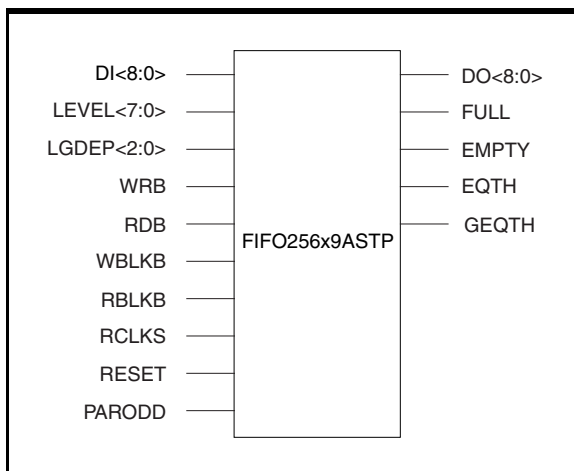 DI<8:0>
LEVEL<7:0>
LGDEP<2:0>
WRB
RDB
WBLKB
RBLKB
RCLKS
RESET
PARODD
FIFO256x9ASTP
DO<8:0>
FULL
EMPTY
EQTH
GEQTH